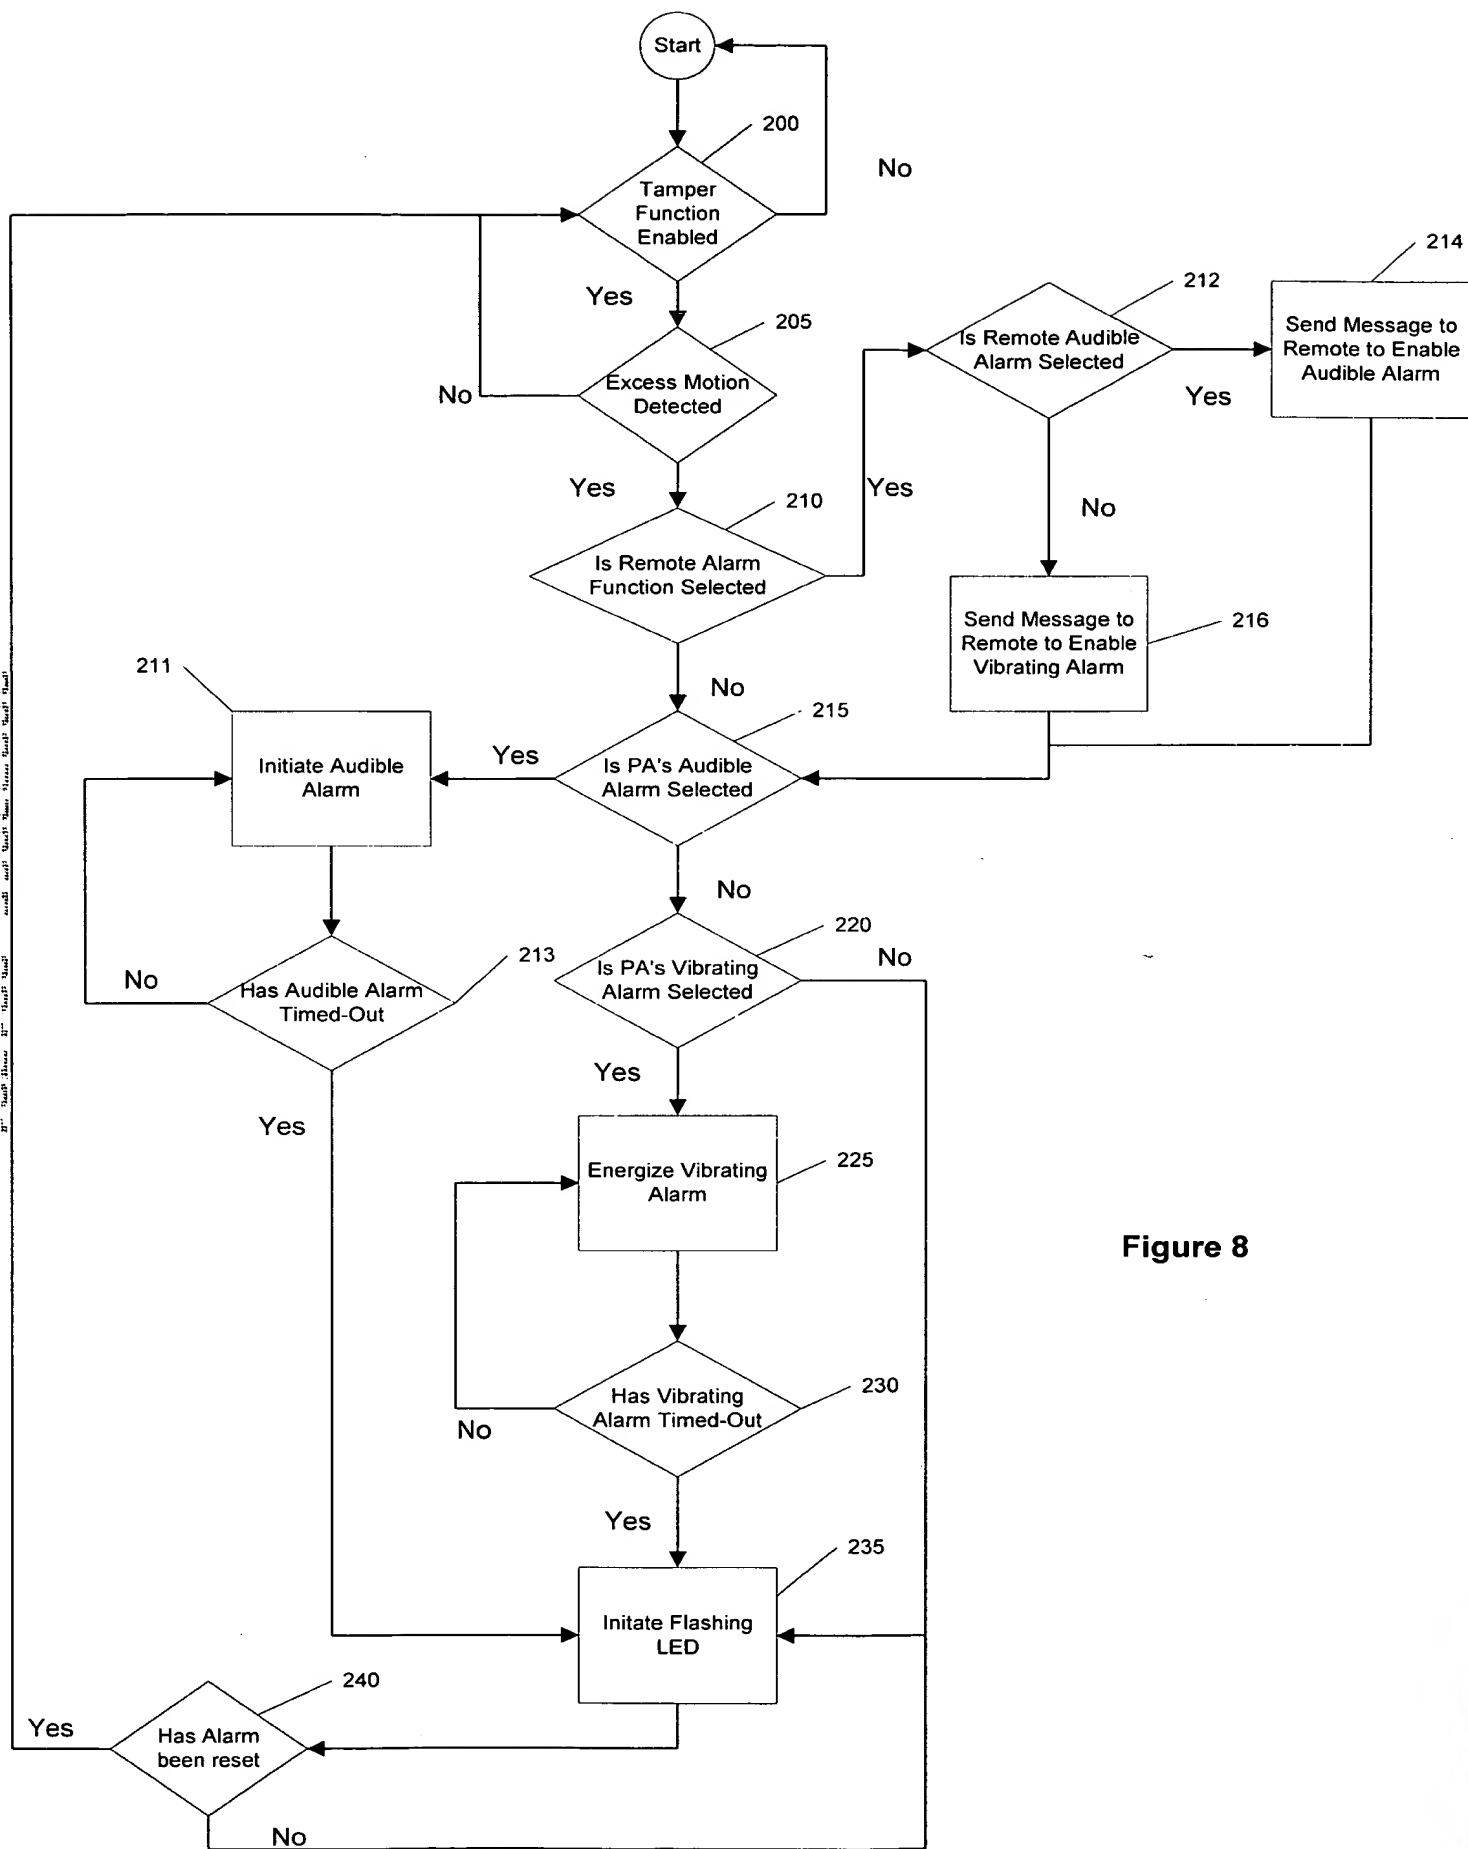 Start
200
No
Tamper
Function
Enabled
Yes
214
212
205
Send Message to
Remote to Enable
Audible Alarm
Is Remote Audible
Alarm Selected
Excess Motion
Detected
No
Yes
Yes
Yes
210
No
Is Remote Alarm
Function Selected
Send Message to
Remote to Enable
Vibrating Alarm
216
211
No
215
Initiate Audible
Alarm
Yes
Is PA's Audible
Alarm Selected
No
220
213
No
No
Is PA's Vibrating
Alarm Selected
Has Audible Alarm
Timed-Out
Yes
Yes
225
Energize Vibrating
Alarm
Figure 8
230
Has Vibrating
Alarm Timed-Out
No
Yes
235
Initate Flashing
LED
240
Yes
Has Alarm
been reset
No